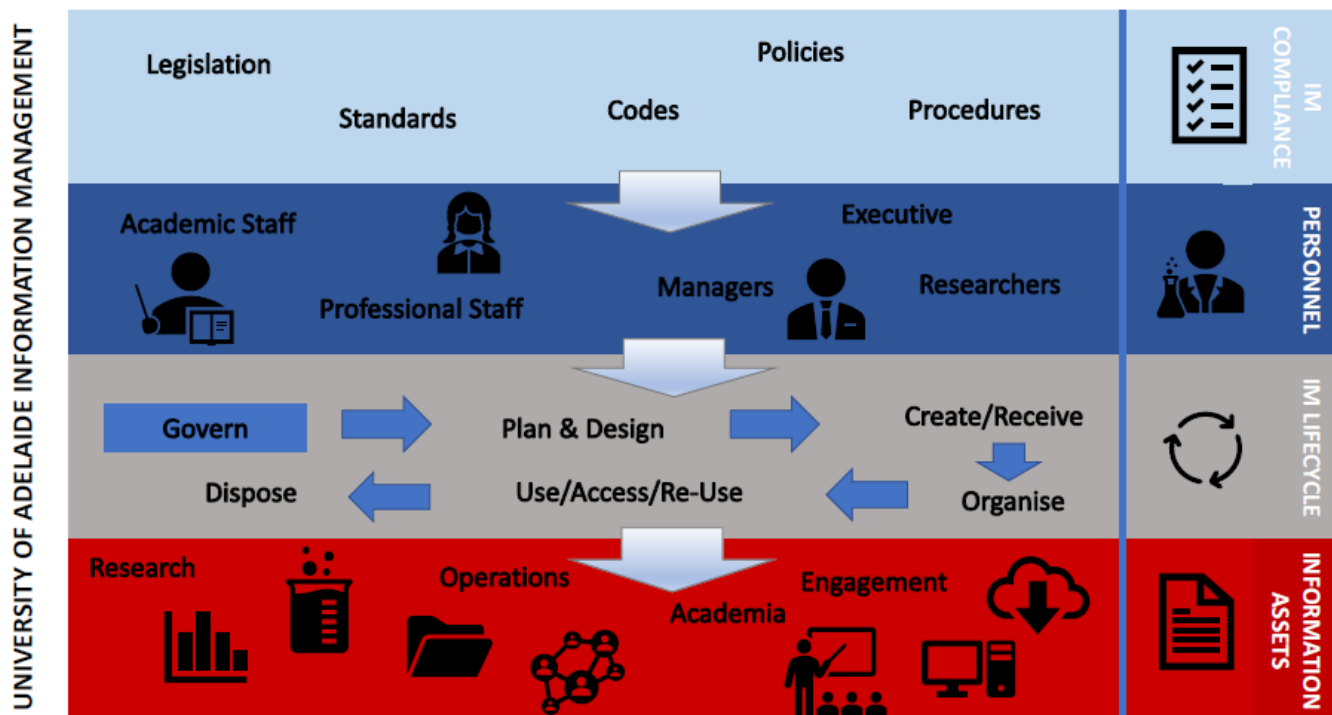 UNIVERSITY OF ADELAIDE INFORMATION MANAGEMENT
Legislation
Policies
Standards
Codes
Procedures
IM
COMPLIANCE
Academic Staff
Executive
Professional Staff
Managers
Researchers
PERSONNEL
Govern
Plan & Design
Create/Receive
Dispose
Use/Access/Re-Use
Organise
IM LIFECYCLE
Research
Operations
Academia
Engagement
INFORMATION
ASSETS